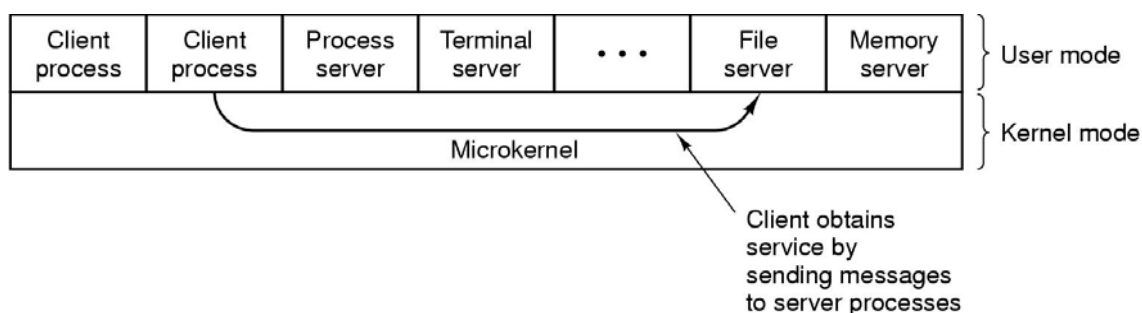 Client
process
Client
process
Process
server
Terminal
server
• • •
File
server
Memory
server
User mode
Microkernel
Kernel mode
Client obtains
service by
sending messages
to server processes